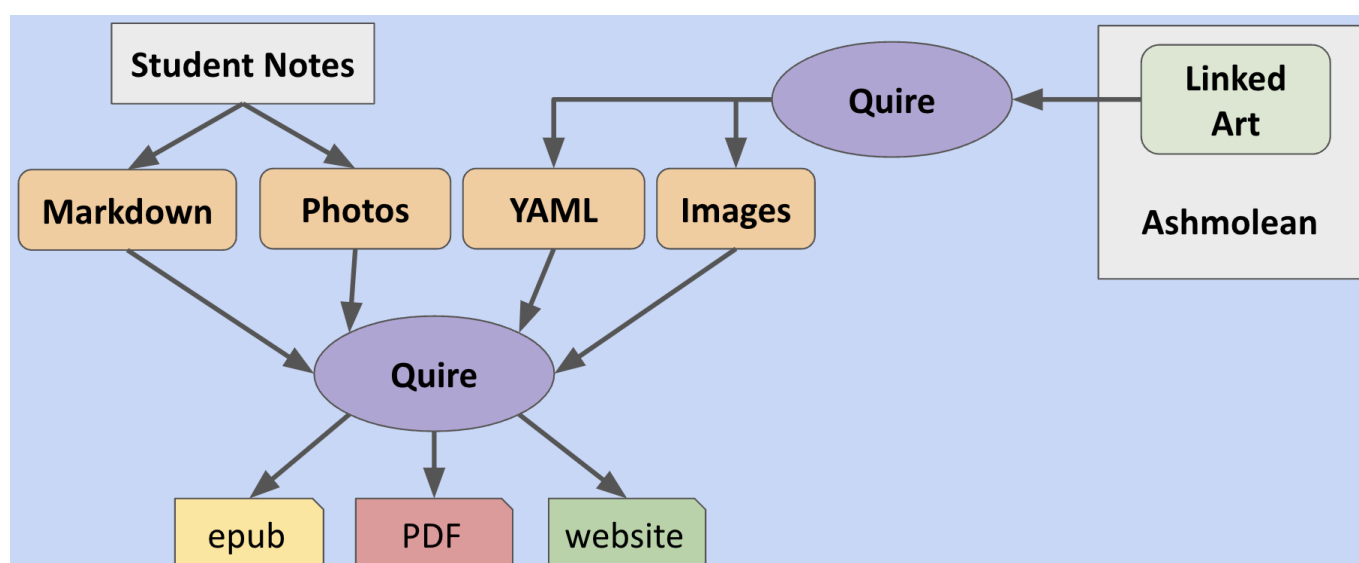 Student Notes
Quire
Linked
Art
Markdown
Photos
YAML
Images
Ashmolean
Quire
epub
PDF
website